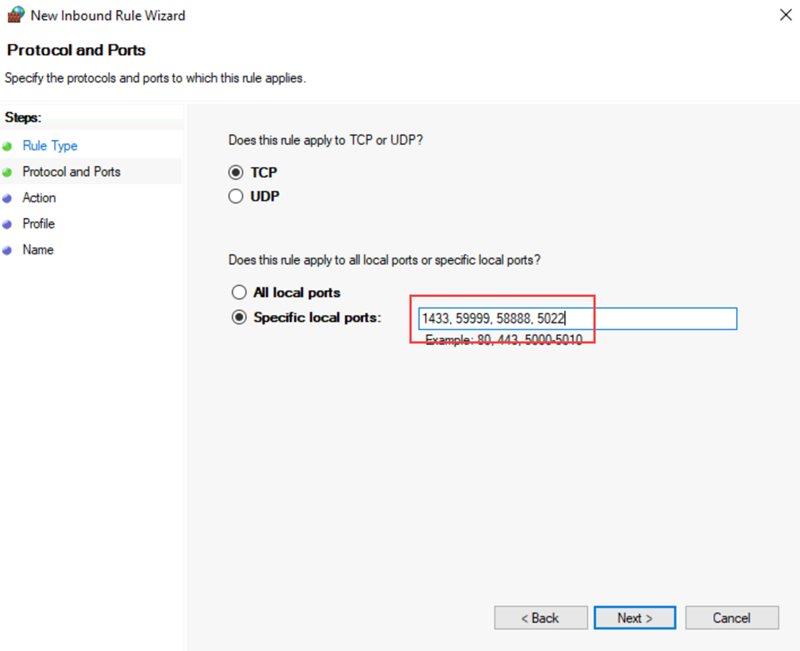 New Inbound Rule Wizard
Protocol and Ports
Specify the protocols and ports to which this rule applies.
Steps:
Rule Type
Protocol and Ports
Action
Profile
Name
Does this rule apply to TCP or UDP?
TCP
UDP
Does this rule apply to all local ports or specific local ports?
All local ports
Specific local ports:
1433, 59999, 58888, 5022
Example: 80, 443, 5000-5010
< Back
Next >
Cancel